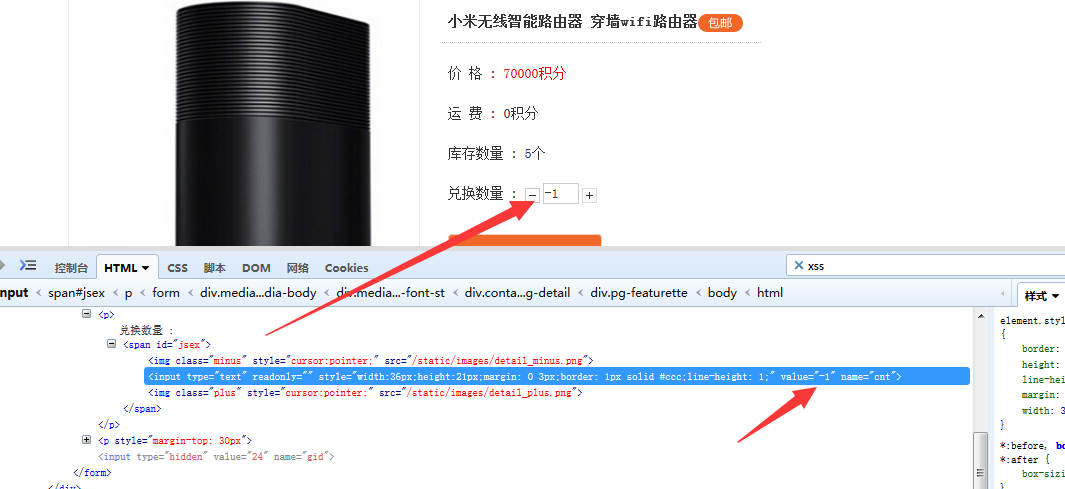 小米无线智能路由器 穿墙wifi路由器 包邮
价 格 : 70000积分
运 费 : 0积分
库存数量 : 5个
兑换数量 : - -1 +
控制台 HTML CSS 脚本 DOM 网络 Cookies xss
nput < span#jsex < p < form < div.media...dia-body < div.media...-font-st < div.conta...g-detail < div.pg-featurette < body < html 样式
<p>
兑换数量 :
<span id="jsex">
<img class="minus" style="cursor:pointer;" src="/static/images/detail_minus.png">
<input type="text" readonly="" style="width:36px;height:21px;margin: 0 3px;border: 1px solid #ccc;line-height: 1;" value="-1" name="cnt">
<img class="plus" style="cursor:pointer;" src="/static/images/detail_plus.png">
</span>
</p>
<p style="margin-top: 30px">
<input type="hidden" value="24" name="gid">
</form>
</div>
element.styl
{
border:
height:
line-hei
margin:
width: 3
}
*:before, bo
*:after {
box-sizi
}